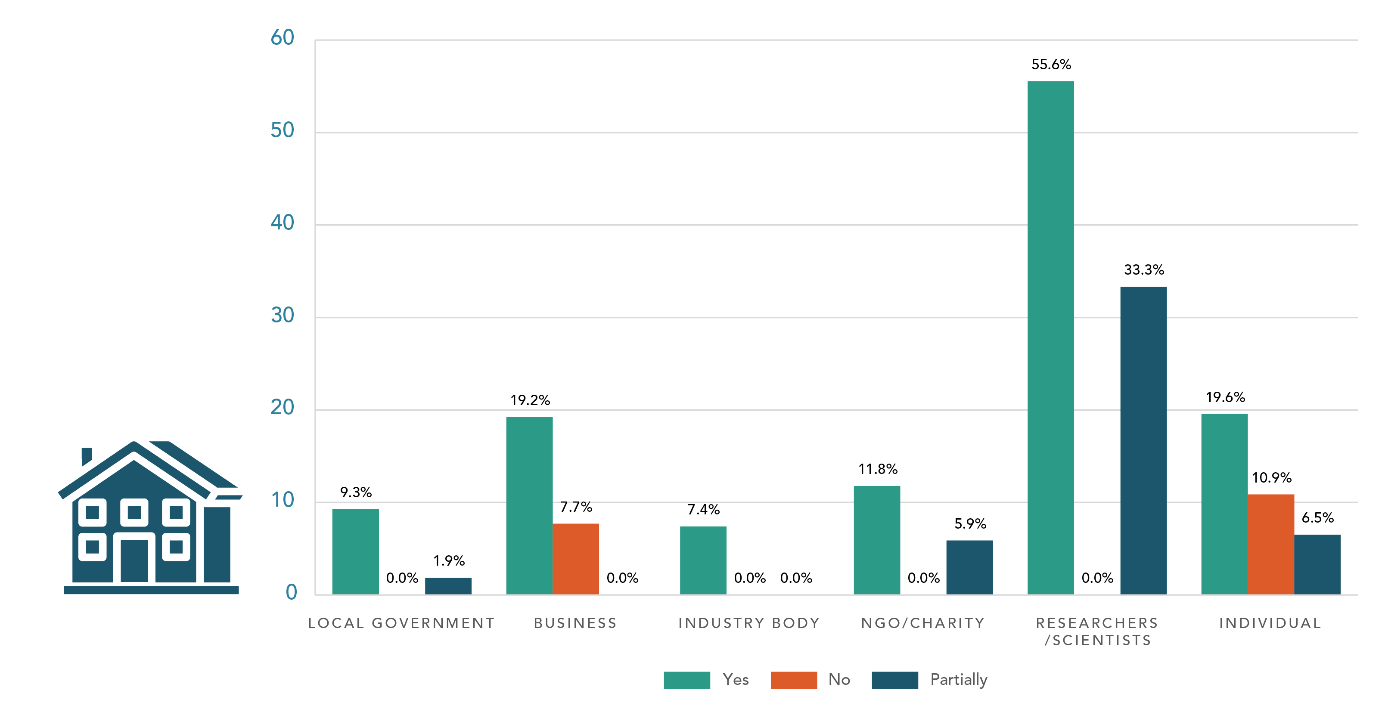 60
50
40
30
20
10
0
9.3%
0.0%
1.9%
19.2%
7.7%
0.0%
7.4%
0.0%
0.0%
11.8%
0.0%
5.9%
55.6%
0.0%
33.3%
19.6%
10.9%
6.5%
LOCAL GOVERNMENT
BUSINESS
INDUSTRY BODY
NGO/CHARITY
RESEARCHERS
/SCIENTISTS
INDIVIDUAL
Yes
No
Partially